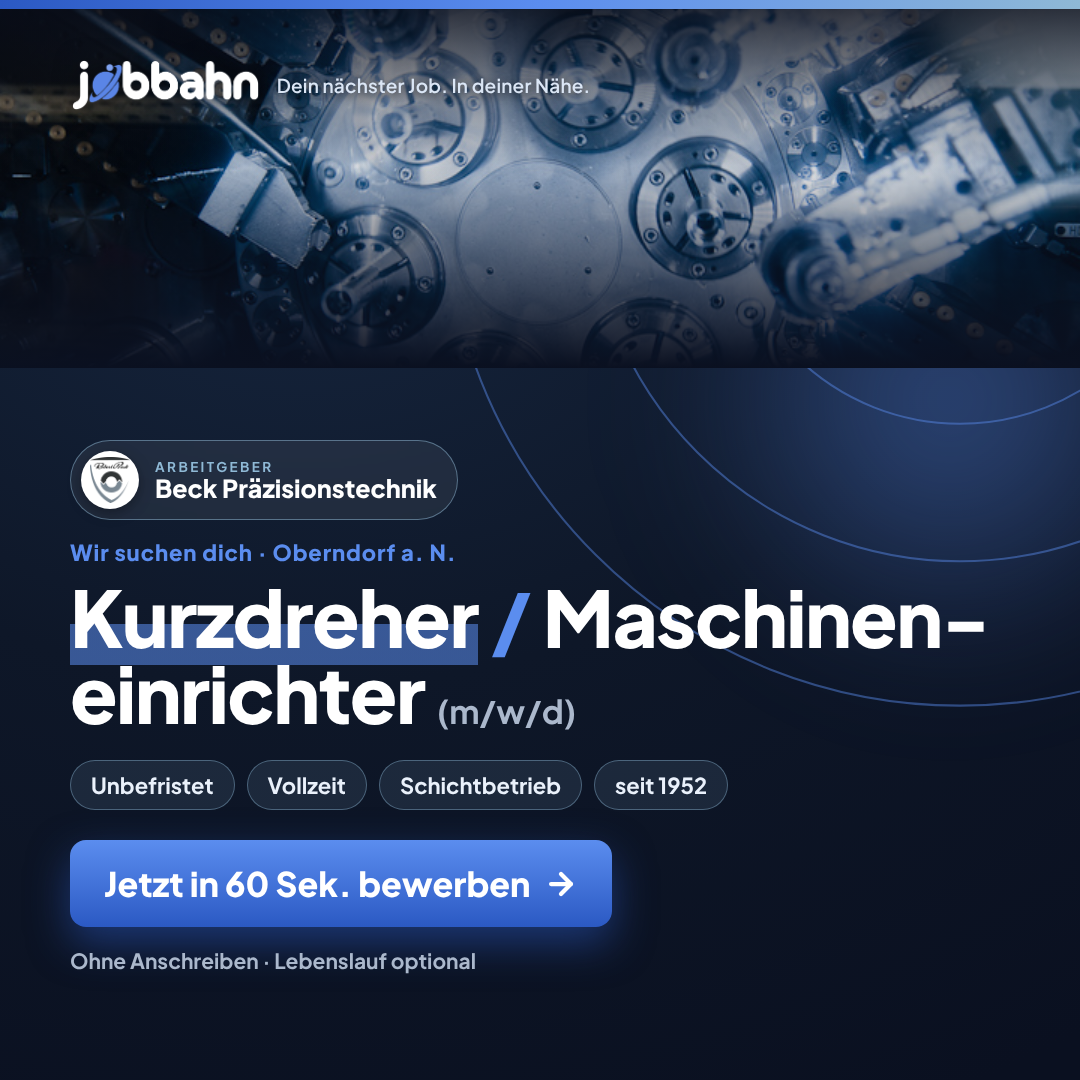 jobbahn Dein nächster Job. In deiner Nähe.
ARBEITGEBER
Beck Präzisionstechnik
Wir suchen dich · Oberndorf a. N.
Kurzdreher / Maschinen–
einrichter (m/w/d)
Unbefristet Vollzeit Schichtbetrieb seit 1952
Jetzt in 60 Sek. bewerben →
Ohne Anschreiben · Lebenslauf optional